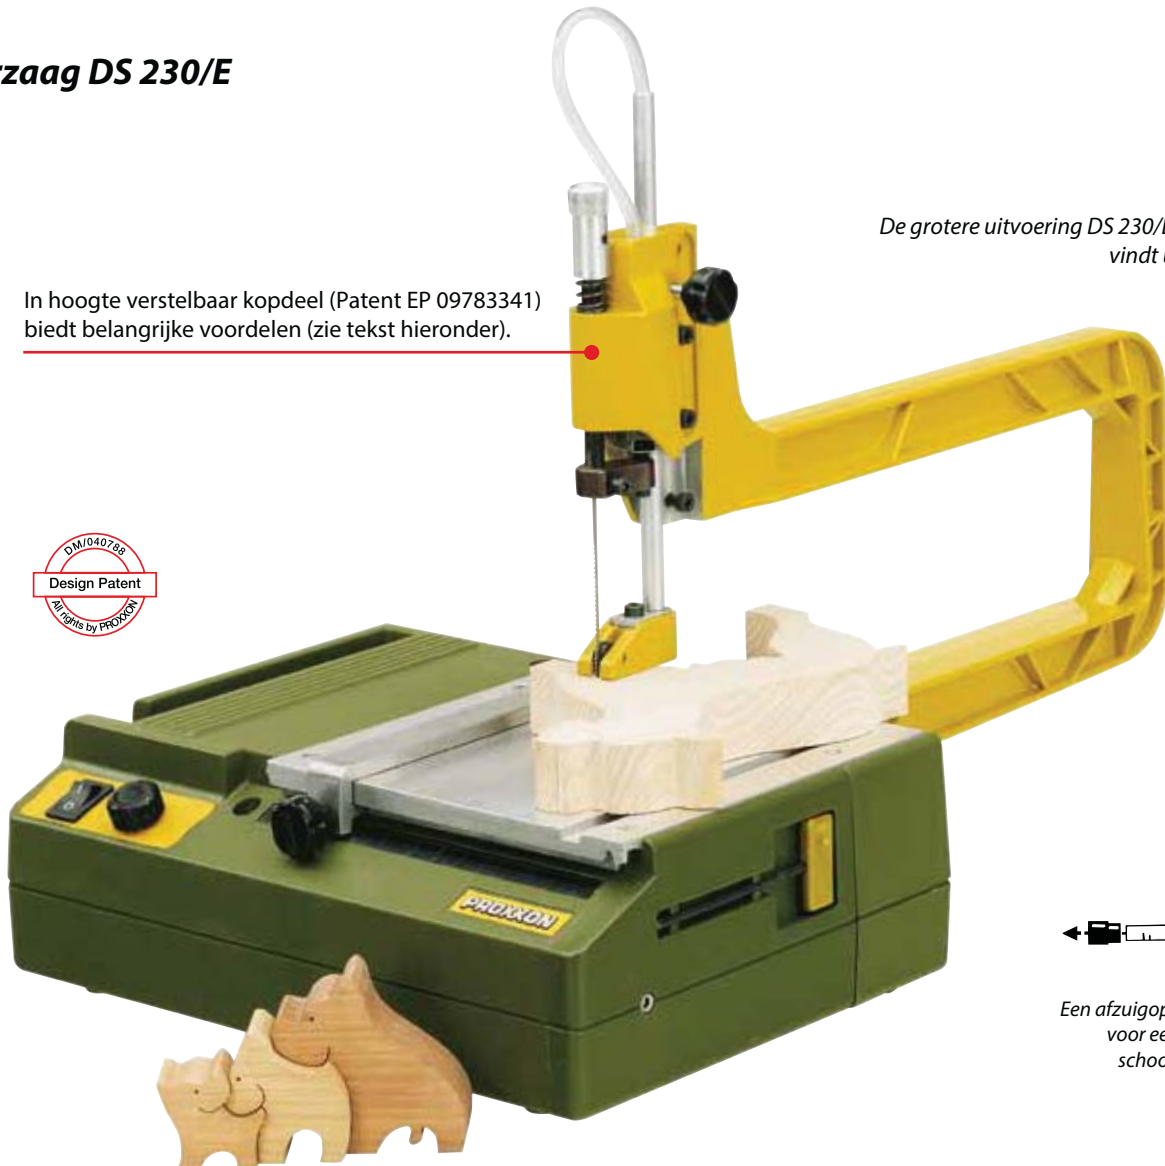 rzaag DS 230/E
De grotere uitvoering DS 230/E
vindt u
In hoogte verstelbaar kopdeel (Patent EP 09783341)
biedt belangrijke voordelen (zie tekst hieronder).
DM/040788
Design Patent
All rights by PROXXON
PROXXON
Een afzuigop
voor ee
schoo